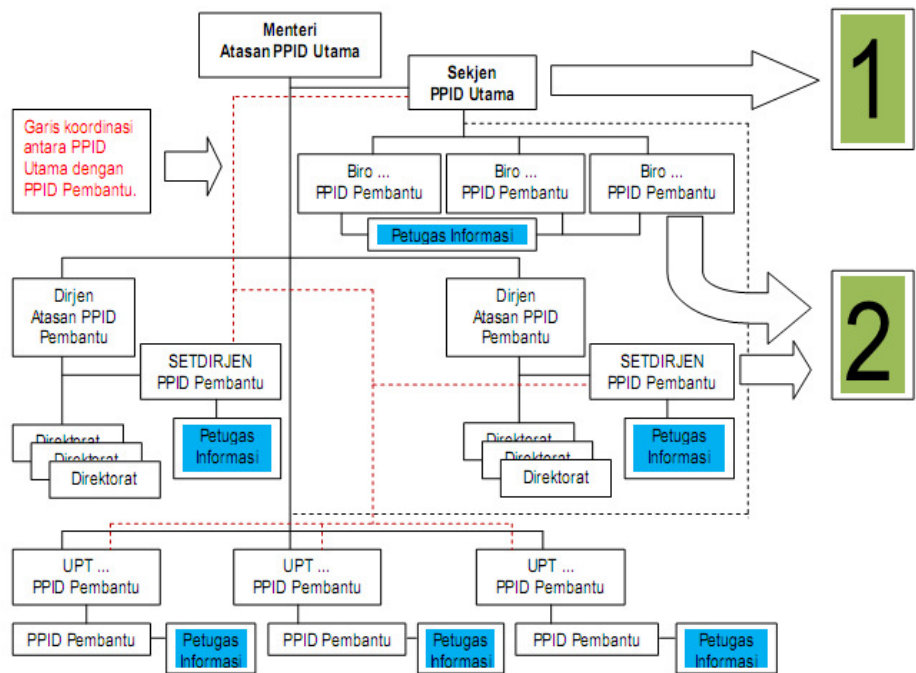 Menteri
Atasan PPID Utama
Sekjen
PPID Utama
1
Garis koordinasi
antara PPID
Utama dengan
PPID Pembantu.
Biro ...
PPID Pembantu
Biro ...
PPID Pembantu
Biro ...
PPID Pembantu
Petugas Informasi
Dirjen
Atasan PPID
Pembantu
Dirjen
Atasan PPID
Pembantu
2
SETDIRJEN
PPID Pembantu
SETDIRJEN
PPID Pembantu
Direktorat
Direktorat
Direktorat
Petugas
Informasi
Direktorat
Direktorat
Direktorat
Petugas
Informasi
UPT ...
PPID Pembantu
UPT ...
PPID Pembantu
UPT ...
PPID Pembantu
PPID Pembantu
Petugas
Informasi
PPID Pembantu
Petugas
Informasi
PPID Pembantu
Petugas
Informasi